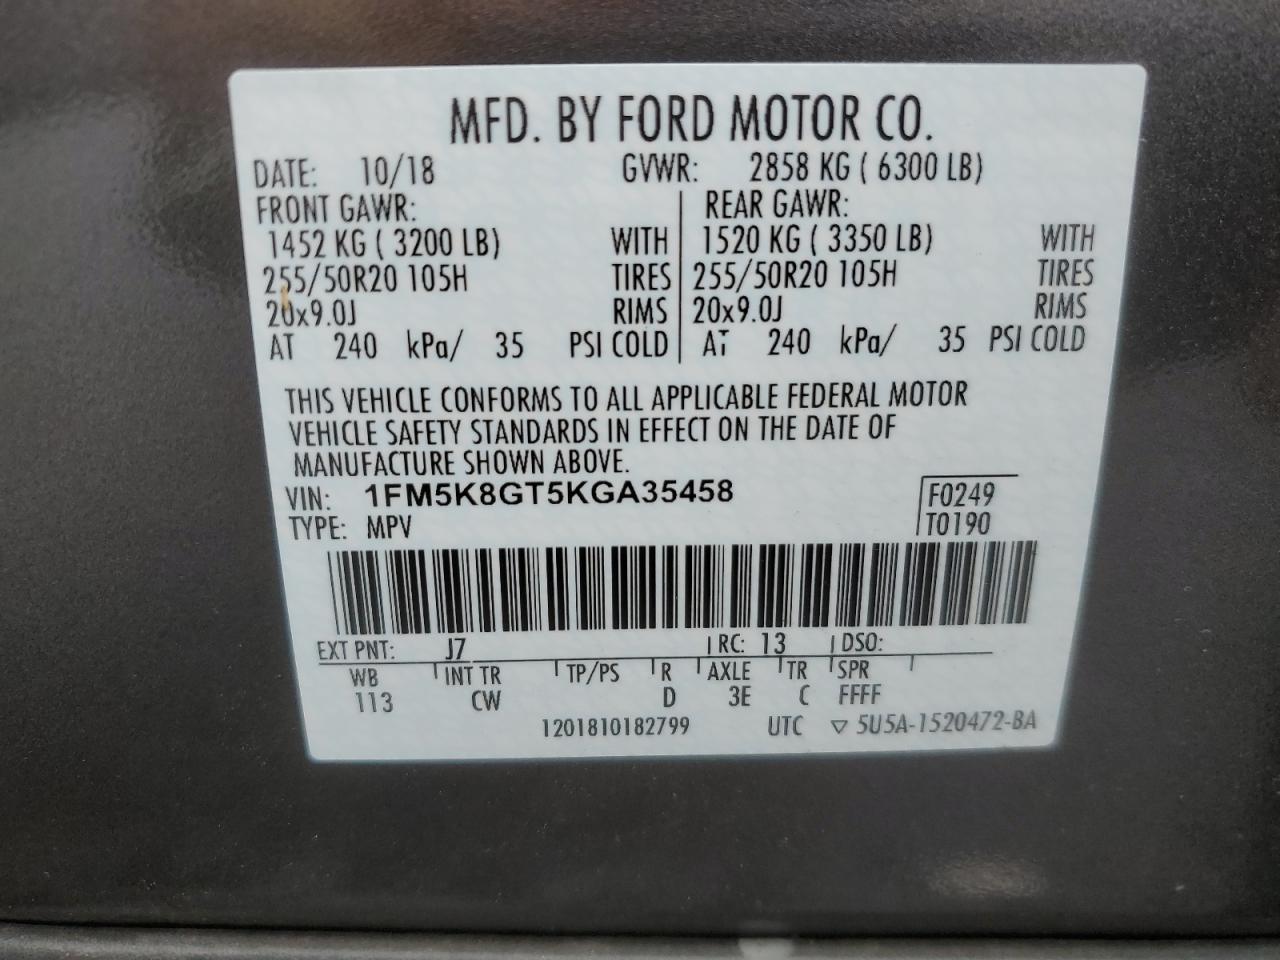 MFD. BY FORD MOTOR CO.
DATE: 10/18 GVWR: 2858 KG ( 6300 LB)
FRONT GAWR: REAR GAWR:
1452 KG ( 3200 LB) WITH 1520 KG ( 3350 LB) WITH
255/50R20 105H TIRES 255/50R20 105H TIRES
20x9.0J RIMS 20x9.0J RIMS
AT 240 kPa/ 35 PSI COLD AT 240 kPa/ 35 PSI COLD
THIS VEHICLE CONFORMS TO ALL APPLICABLE FEDERAL MOTOR
VEHICLE SAFETY STANDARDS IN EFFECT ON THE DATE OF
MANUFACTURE SHOWN ABOVE.
VIN: 1FM5K8GT5KGA35458 F0249
TYPE: MPV T0190
EXT PNT: J7 RC: 13 DSO:
WB INT TR TP/PS R AXLE TR SPR
113 CW D 3E C FFFF
1201810182799 UTC ▽ 5U5A-1520472-BA